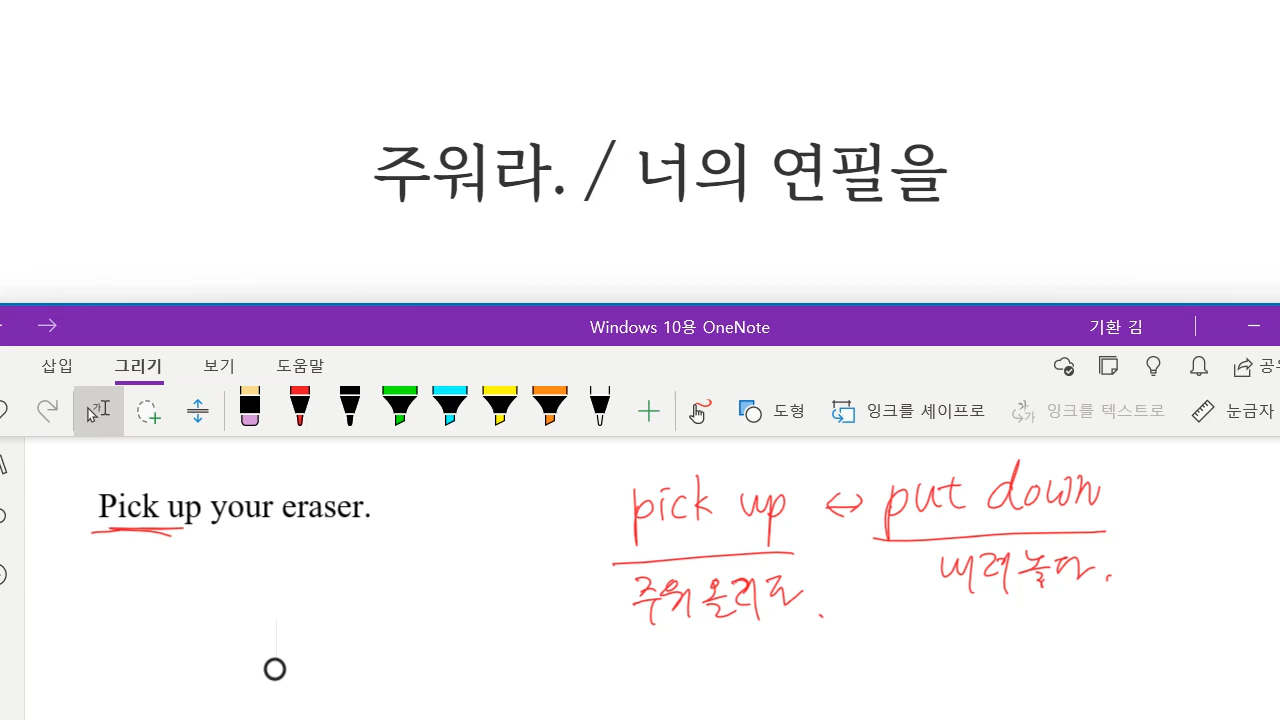 주워라. / 너의 연필을
Windows 10용 OneNote
기환 김
삽입 그리기 보기 도움말
공유
도형 잉크를 셰이프로 잉크를 텍스트로 눈금자
Pick up your eraser.
pick up ↔ put down
주워 올리다. 내려놓다.